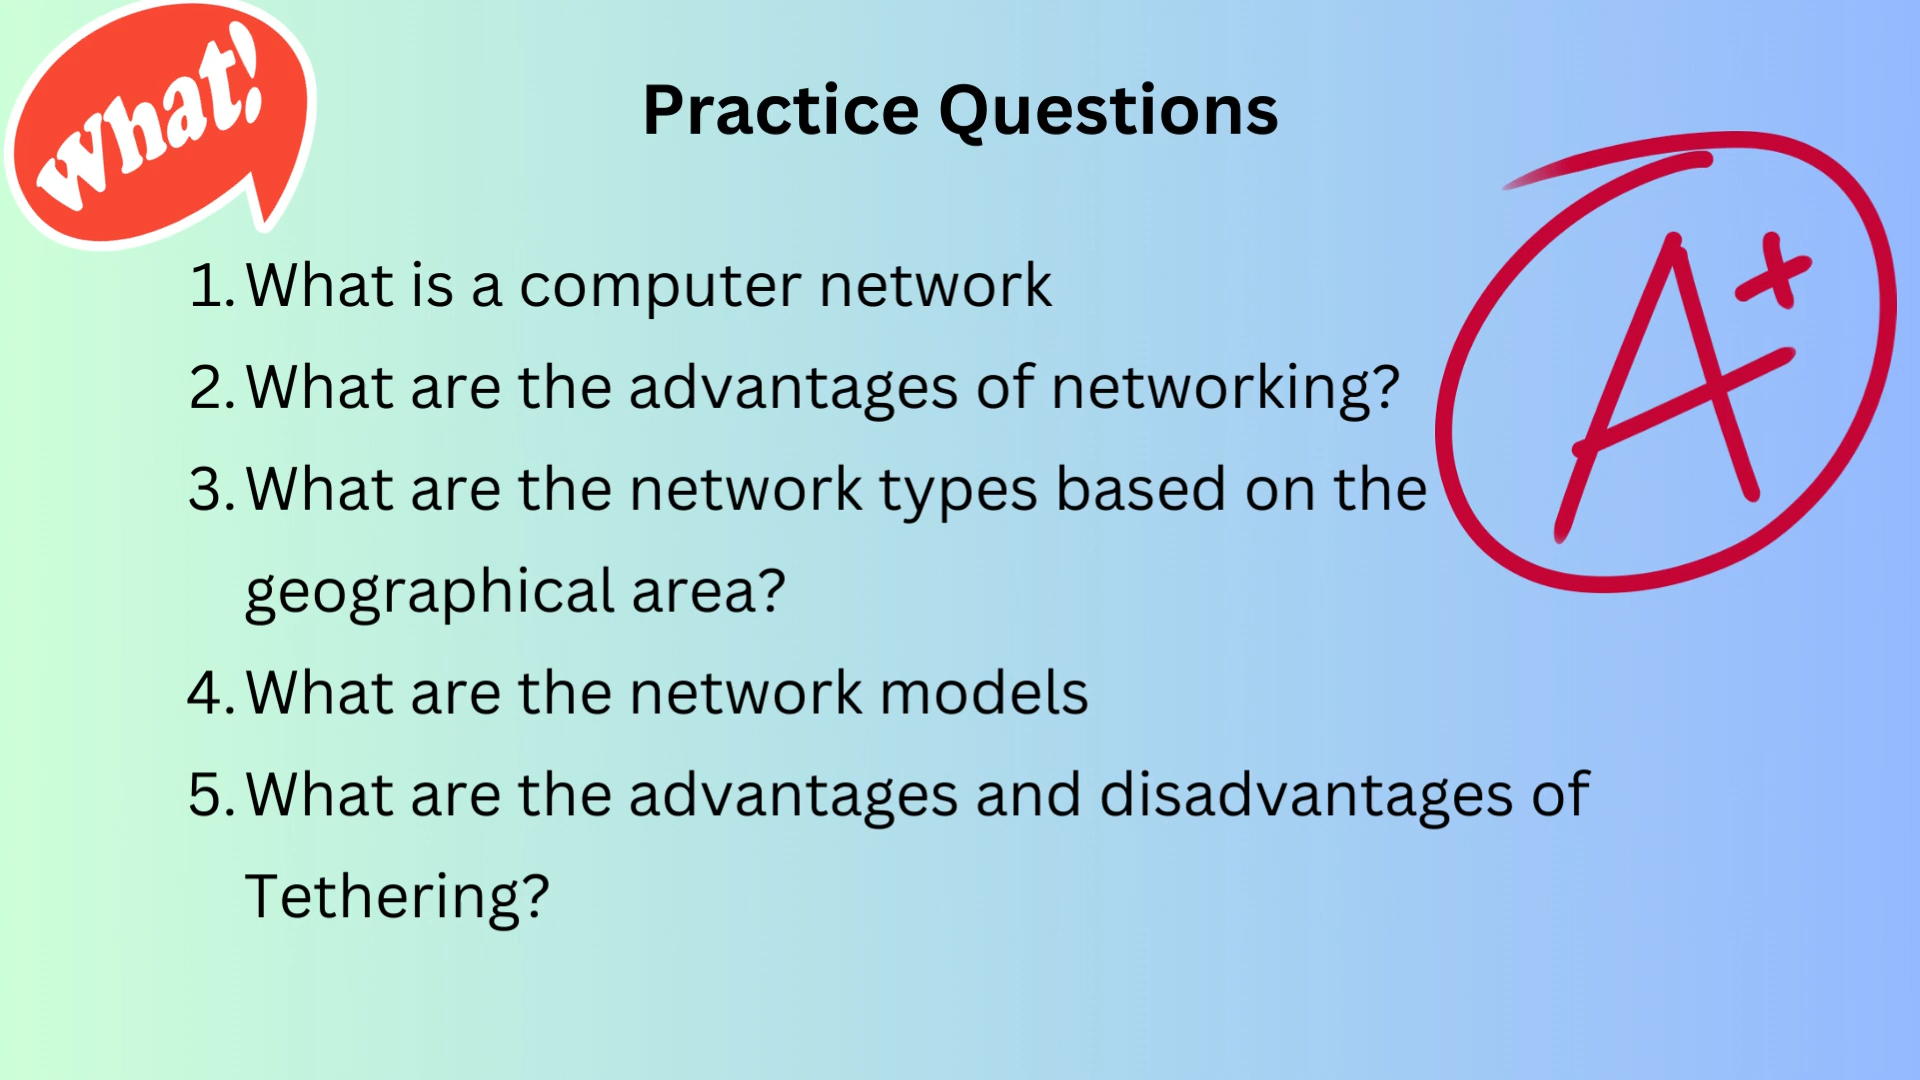 What!
Practice Questions
A+
1. What is a computer network
2. What are the advantages of networking?
3. What are the network types based on the
geographical area?
4. What are the network models
5. What are the advantages and disadvantages of
Tethering?